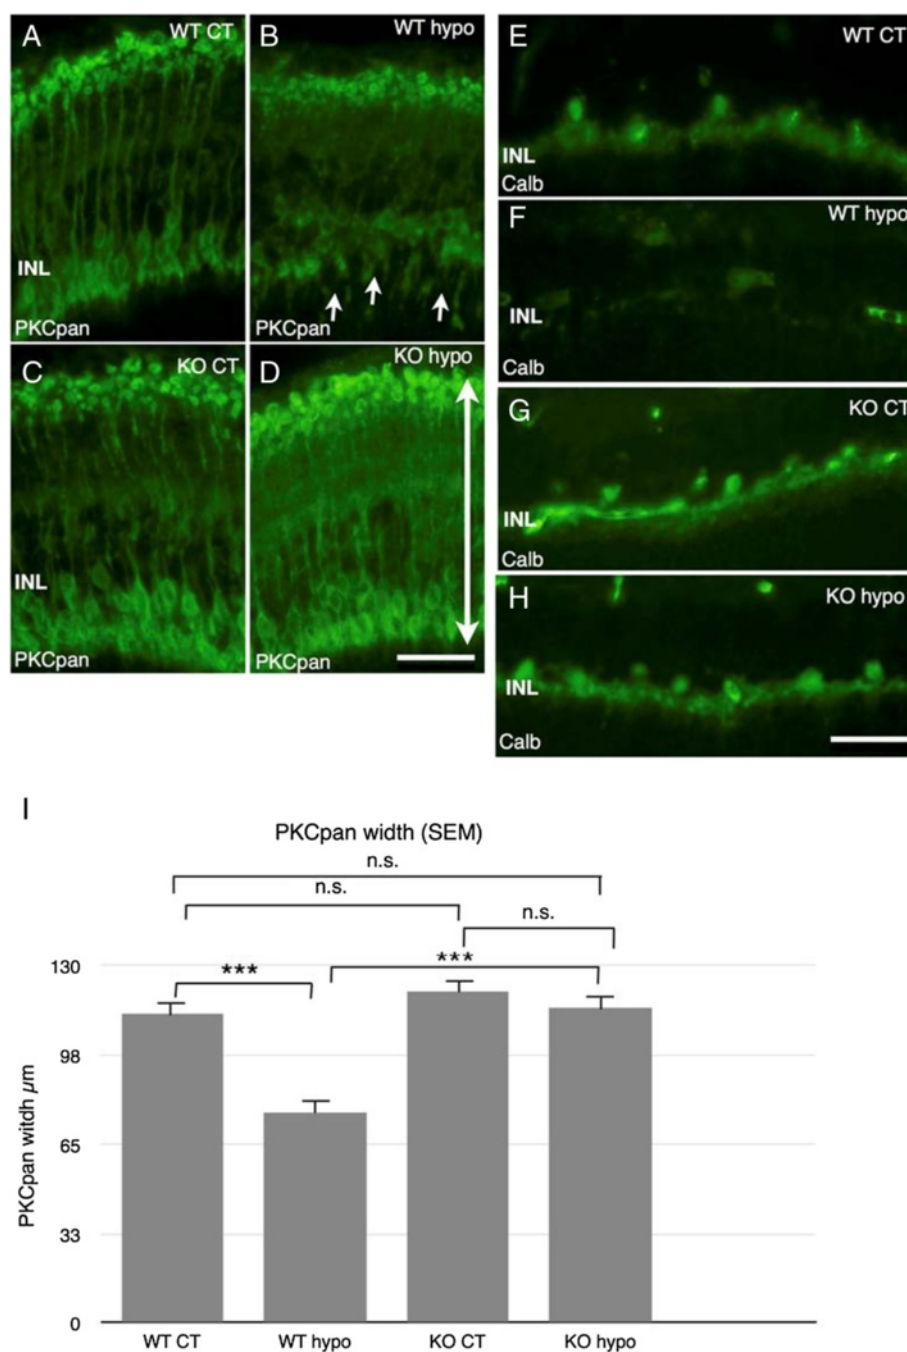 A WT CT
INL
PKCpan
B WT hypo
PKCpan
C KO CT
INL
PKCpan
D KO hypo
PKCpan
E WT CT
INL
Calb
F WT hypo
INL
Calb
G KO CT
INL
Calb
H KO hypo
INL
Calb
I
PKCpan width (SEM)
n.s.
n.s.
n.s.
***
***
PKCpan witdh µm
130
98
65
33
0
WT CT WT hypo KO CT KO hypo